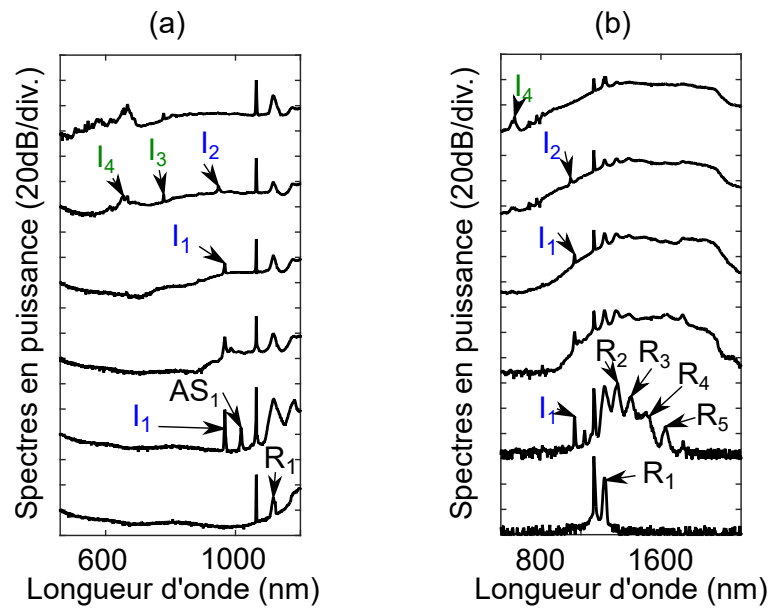 (a)
Spectres en puissance (20dB/div.)
I4
I3
I2
I1
AS1
I1
R1
600
1000
Longueur d'onde (nm)
(b)
Spectres en puissance (20dB/div.)
I4
I2
I1
R2
R3
R4
I1
R5
R1
800
1600
Longueur d'onde (nm)